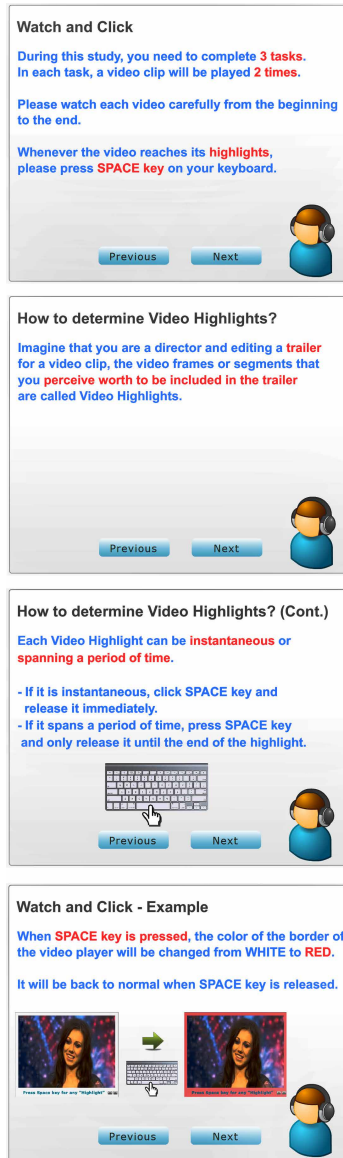 Watch and Click
During this study, you need to complete 3 tasks.
In each task, a video clip will be played 2 times.
Please watch each video carefully from the beginning
to the end.
Whenever the video reaches its highlights,
please press SPACE key on your keyboard.
Previous Next
How to determine Video Highlights?
Imagine that you are a director and editing a trailer
for a video clip, the video frames or segments that
you perceive worth to be included in the trailer
are called Video Highlights.
Previous Next
How to determine Video Highlights? (Cont.)
Each Video Highlight can be instantaneous or
spanning a period of time.
- If it is instantaneous, click SPACE key and
release it immediately.
- If it spans a period of time, press SPACE key
and only release it until the end of the highlight.
Previous Next
Watch and Click - Example
When SPACE key is pressed, the color of the border of
the video player will be changed from WHITE to RED.
It will be back to normal when SPACE key is released.
Press Space key for any "Highlight"
Press Space key for any "Highlight"
Previous Next